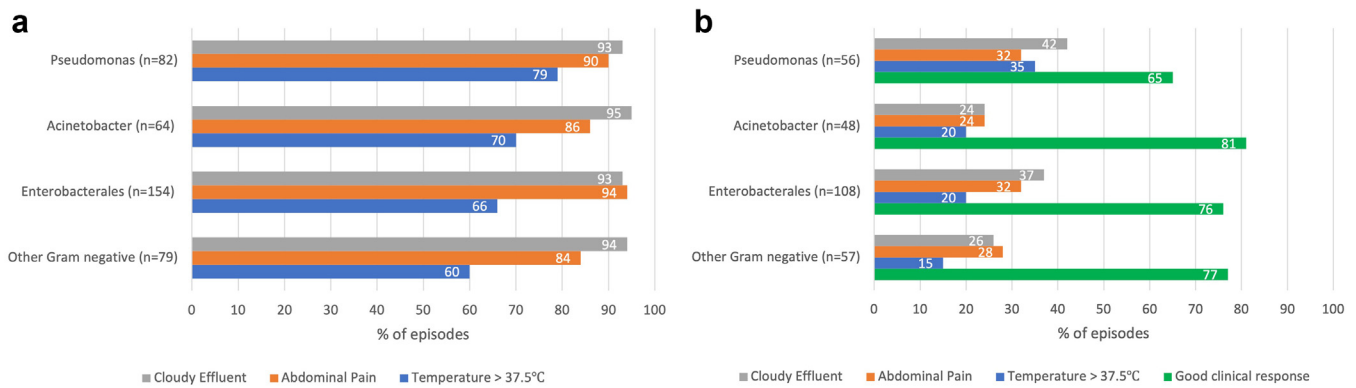 a
Pseudomonas (n=82)
93
90
79
Acinetobacter (n=64)
95
86
70
Enterobacterales (n=154)
93
94
66
Other Gram negative (n=79)
94
84
60
0 10 20 30 40 50 60 70 80 90 100
% of episodes
Cloudy Effluent Abdominal Pain Temperature > 37.5℃
b
Pseudomonas (n=56)
42
32
35
65
Acinetobacter (n=48)
24
24
20
81
Enterobacterales (n=108)
37
32
20
76
Other Gram negative (n=57)
26
28
15
77
0 10 20 30 40 50 60 70 80 90 100
% of episodes
Cloudy Effluent Abdominal Pain Temperature > 37.5℃ Good clinical response